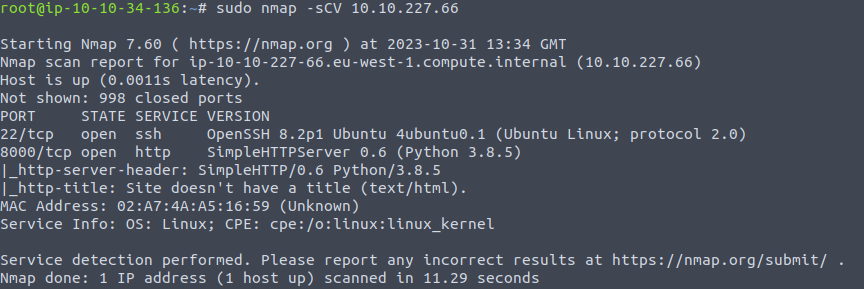 root@ip-10-10-34-136:~# sudo nmap -sCV 10.10.227.66
Starting Nmap 7.60 ( https://nmap.org ) at 2023-10-31 13:34 GMT
Nmap scan report for ip-10-10-227-66.eu-west-1.compute.internal (10.10.227.66)
Host is up (0.0011s latency).
Not shown: 998 closed ports
PORT     STATE SERVICE VERSION
22/tcp   open  ssh     OpenSSH 8.2p1 Ubuntu 4ubuntu0.1 (Ubuntu Linux; protocol 2.0)
8000/tcp open  http    SimpleHTTPServer 0.6 (Python 3.8.5)
|_http-server-header: SimpleHTTP/0.6 Python/3.8.5
|_http-title: Site doesn't have a title (text/html).
MAC Address: 02:A7:4A:A5:16:59 (Unknown)
Service Info: OS: Linux; CPE: cpe:/o:linux:linux_kernel
Service detection performed. Please report any incorrect results at https://nmap.org/submit/ .
Nmap done: 1 IP address (1 host up) scanned in 11.29 seconds